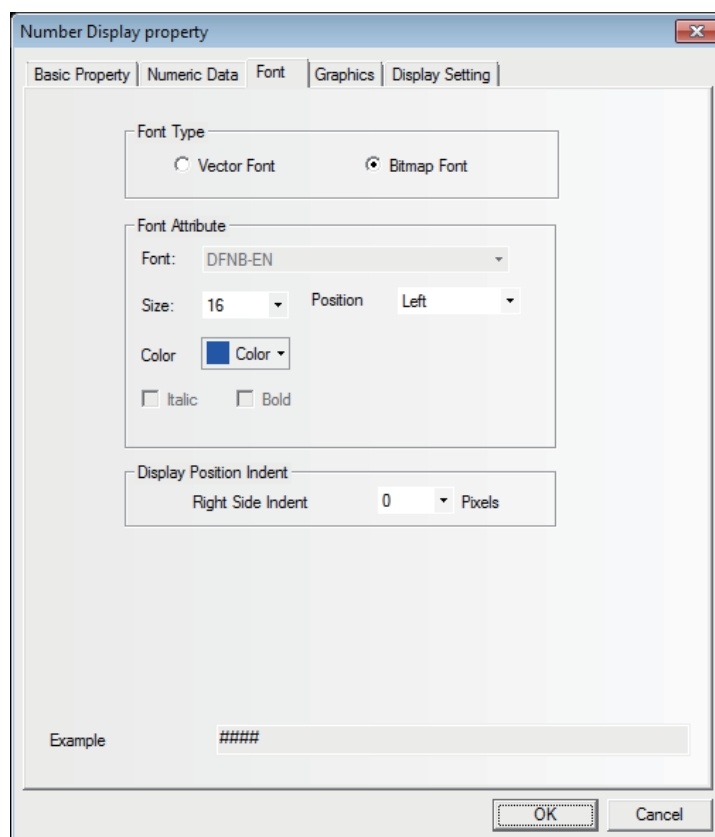 Number Display property
Basic Property Numeric Data Font Graphics Display Setting
Font Type
Vector Font Bitmap Font
Font Attribute
Font: DFNB-EN
Size: 16 Position Left
Color Color
Italic Bold
Display Position Indent
Right Side Indent 0 Pixels
Example ####
OK Cancel